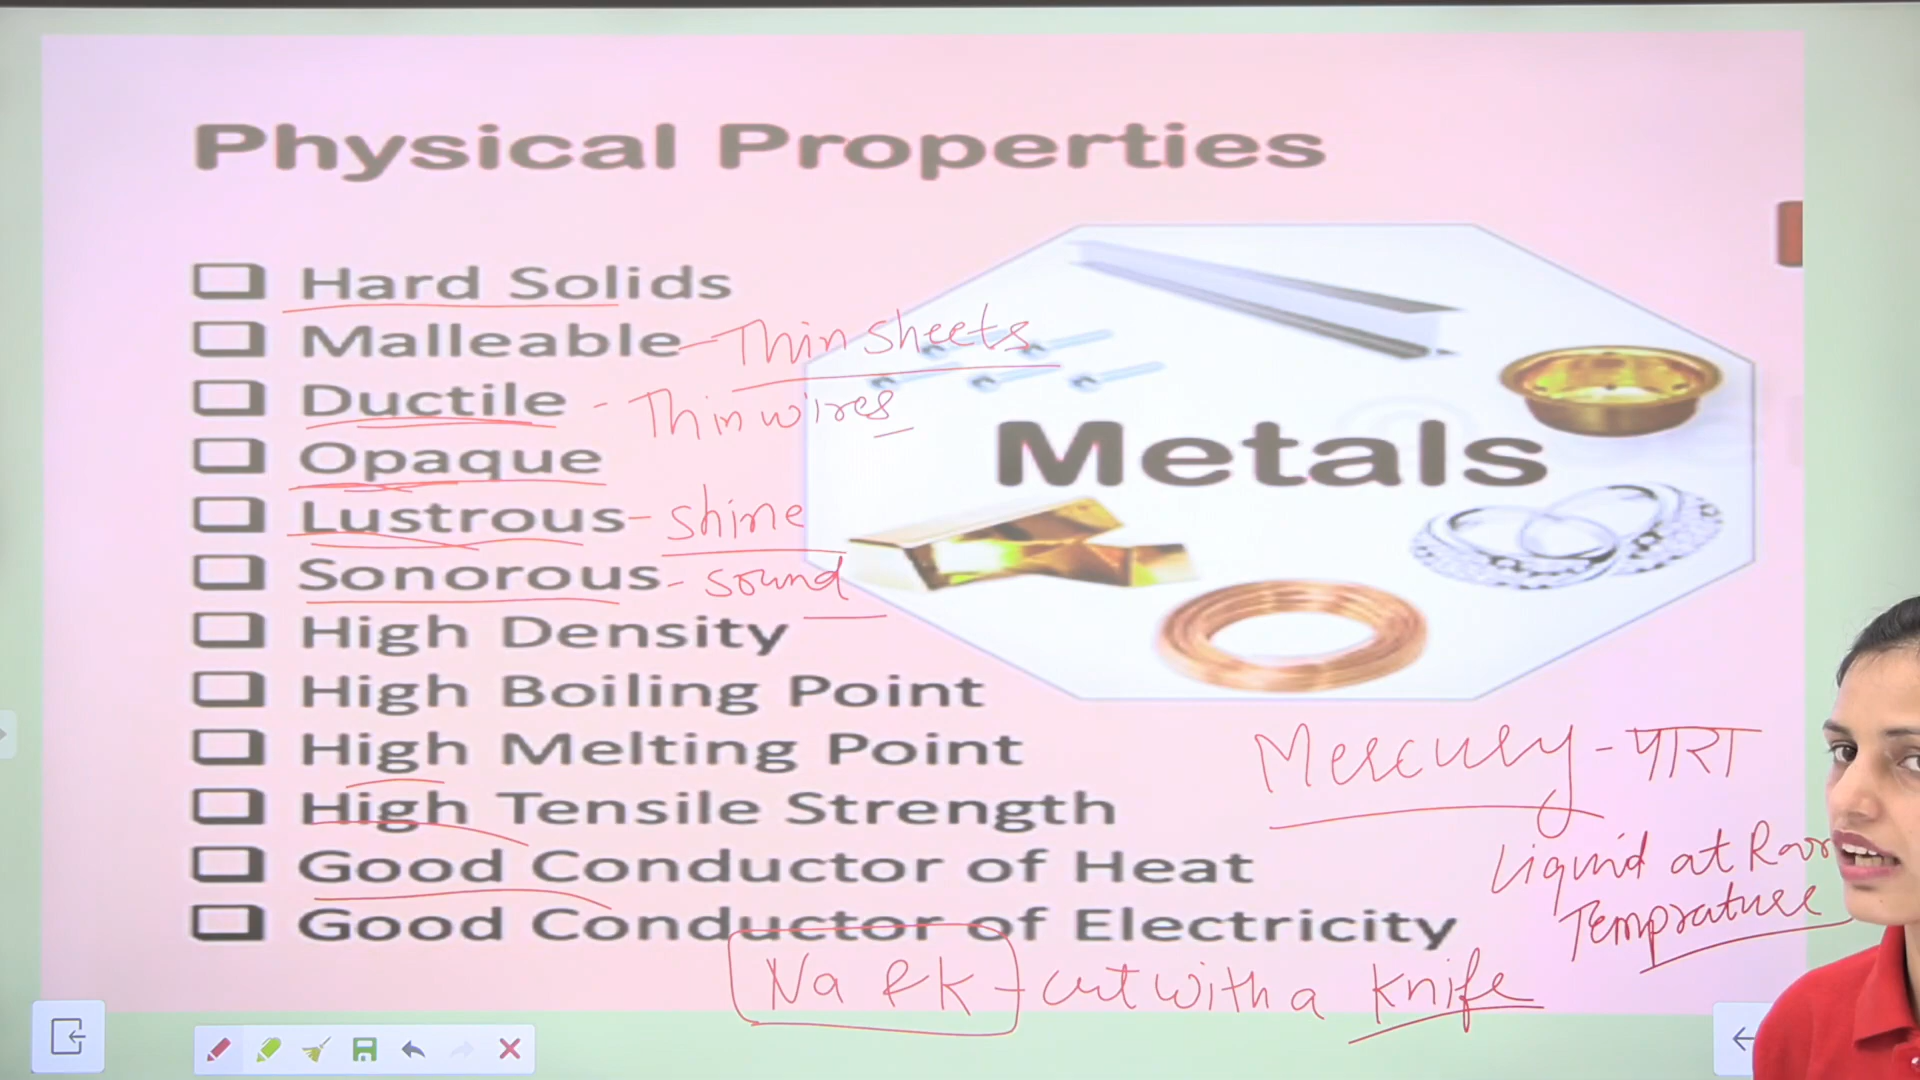 Physical Properties
Hard Solids
Malleable - Thin sheets
Ductile - Thin wires
Opaque
Lustrous - shine
Sonorous - sound
Metals
High Density
High Boiling Point
High Melting Point
Mercury - पारा
High Tensile Strength
Liquid at
Good Conductor of Heat
Temprature
Good Conductor of Electricity
Na & K - cut with a knife